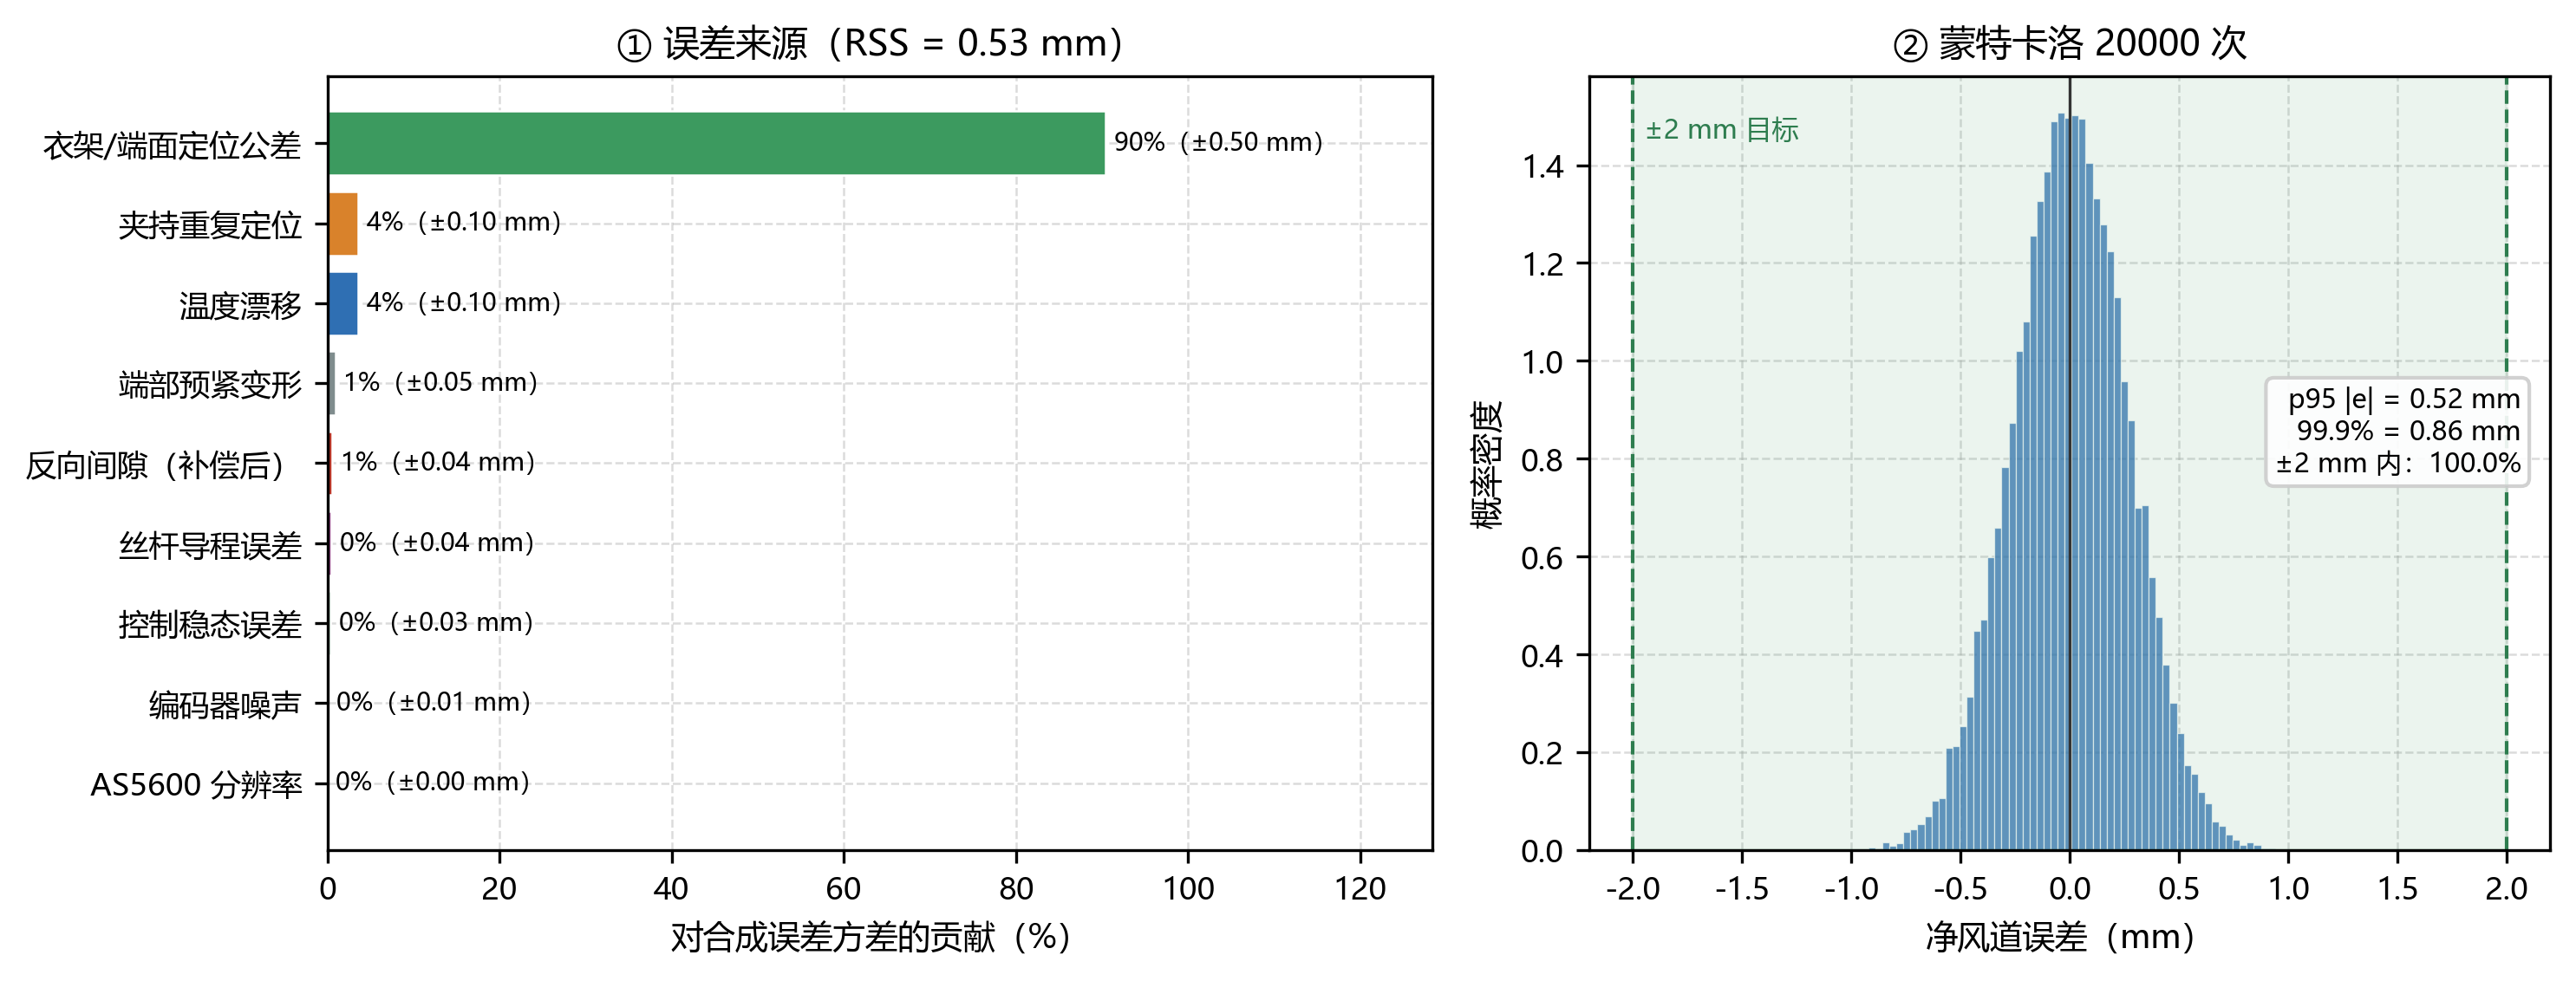 ① 误差来源（RSS = 0.53 mm）
衣架/端面定位公差
90%（±0.50 mm）
夹持重复定位
4%（±0.10 mm）
温度漂移
4%（±0.10 mm）
端部预紧变形
1%（±0.05 mm）
反向间隙（补偿后）
1%（±0.04 mm）
丝杆导程误差
0%（±0.04 mm）
控制稳态误差
0%（±0.03 mm）
编码器噪声
0%（±0.01 mm）
AS5600 分辨率
0%（±0.00 mm）
0 20 40 60 80 100 120
对合成误差方差的贡献（%）
② 蒙特卡洛 20000 次
±2 mm 目标
p95 |e| = 0.52 mm
99.9% = 0.86 mm
±2 mm 内：100.0%
概率密度
1.4
1.2
1.0
0.8
0.6
0.4
0.2
0.0
-2.0 -1.5 -1.0 -0.5 0.0 0.5 1.0 1.5 2.0
净风道误差（mm）